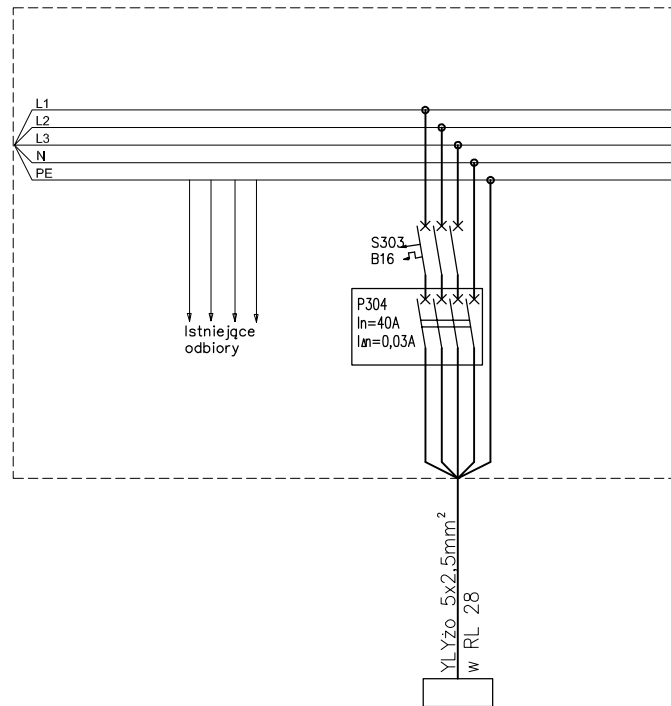 L1
L2
L3
N
PE
S303
B16
P304
In=40A
IΔn=0,03A
Istniejące
odbiory
YLYżo 5x2,5mm²
w RL 28